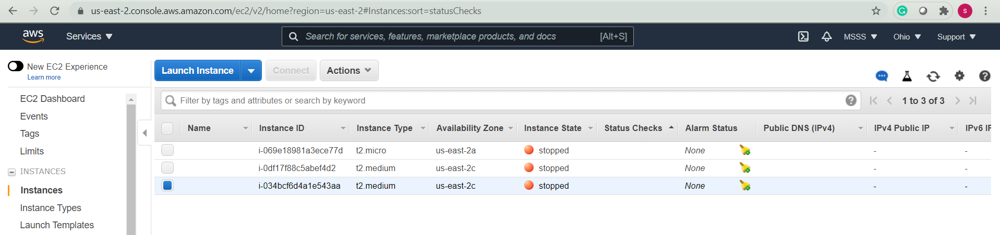 us-east-2.console.aws.amazon.com/ec2/v2/home?region=us-east-2#Instances:sort=statusChecks
S
aws Services Search for services, features, marketplace products, and docs [Alt+S] MSSS Ohio Support
New EC2 Experience
Learn more
Launch Instance Connect Actions
EC2 Dashboard
Events
Tags
Limits
INSTANCES
Instances
Instance Types
Launch Templates
Filter by tags and attributes or search by keyword 1 to 3 of 3
Name Instance ID Instance Type Availability Zone Instance State Status Checks Alarm Status Public DNS (IPv4) IPv4 Public IP IPv6 IP
i-069e18981a3ece77d t2.micro us-east-2a stopped None - -
i-0df17f88c5abef4d2 t2.medium us-east-2c stopped None - -
i-034bcf6d4a1e543aa t2.medium us-east-2c stopped None - -